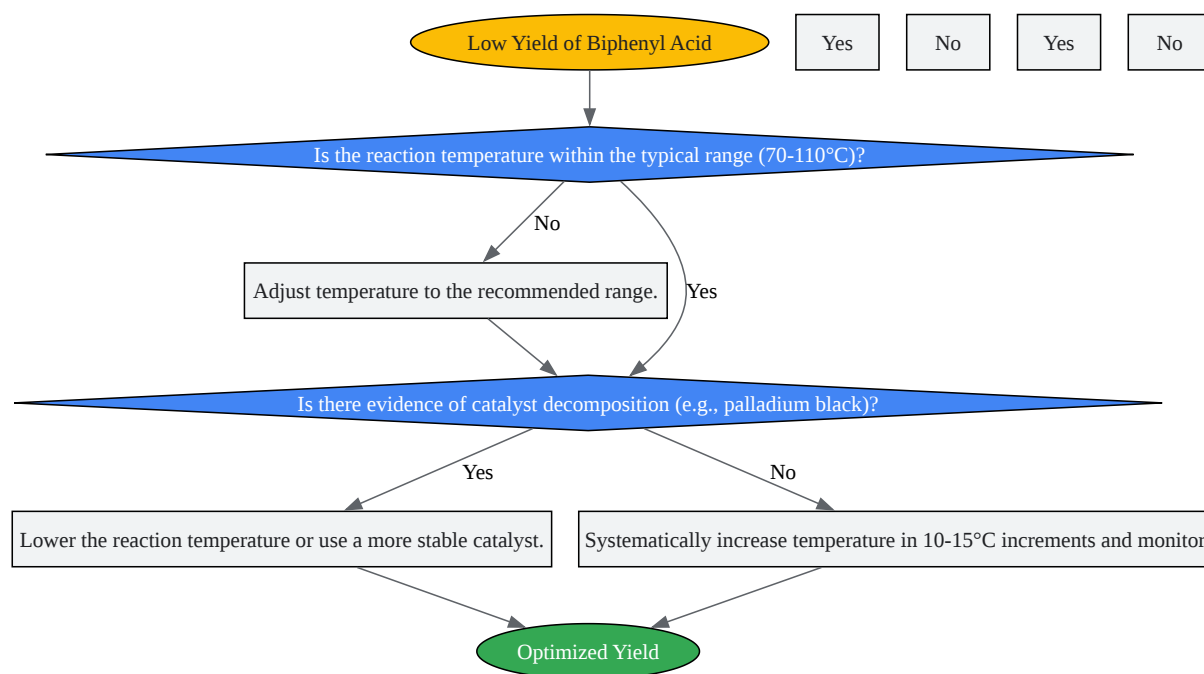 Low Yield of Biphenyl Acid
Yes
No
Yes
No
Is the reaction temperature within the typical range (70-110°C)?
No
Adjust temperature to the recommended range.
Yes
Is there evidence of catalyst decomposition (e.g., palladium black)?
Yes
No
Lower the reaction temperature or use a more stable catalyst.
Systematically increase temperature in 10-15°C increments and monitor
Optimized Yield